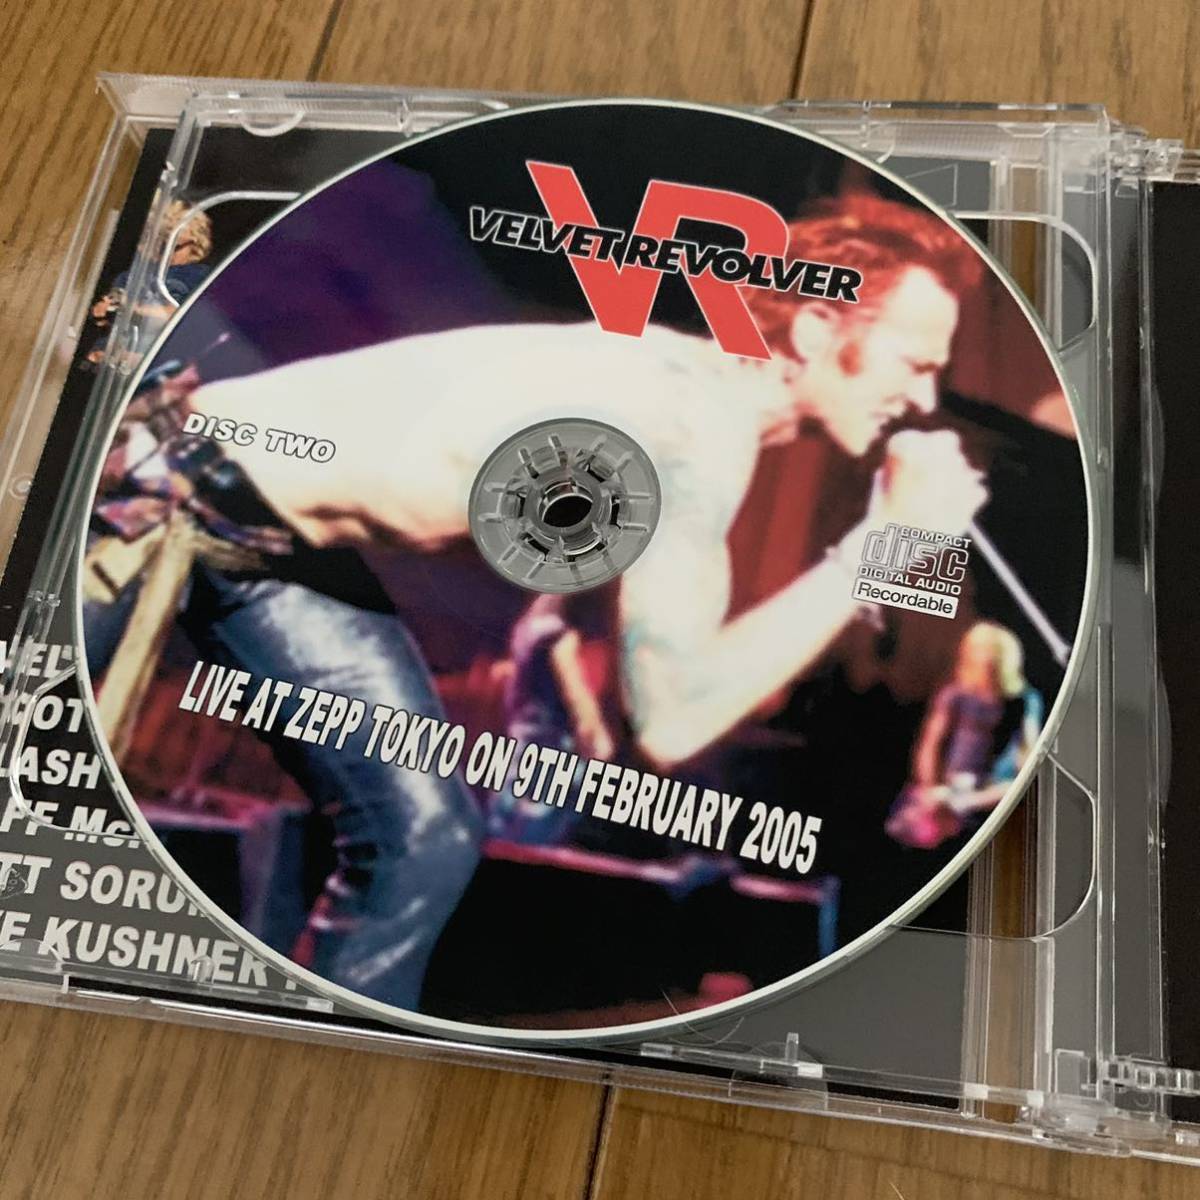 VR
VELVET REVOLVER
DISC TWO
COMPACT
disc
DIGITAL AUDIO
Recordable
LIVE AT ZEPP TOKYO ON 9TH FEBRUARY 2005
SORUM
KUSHNER